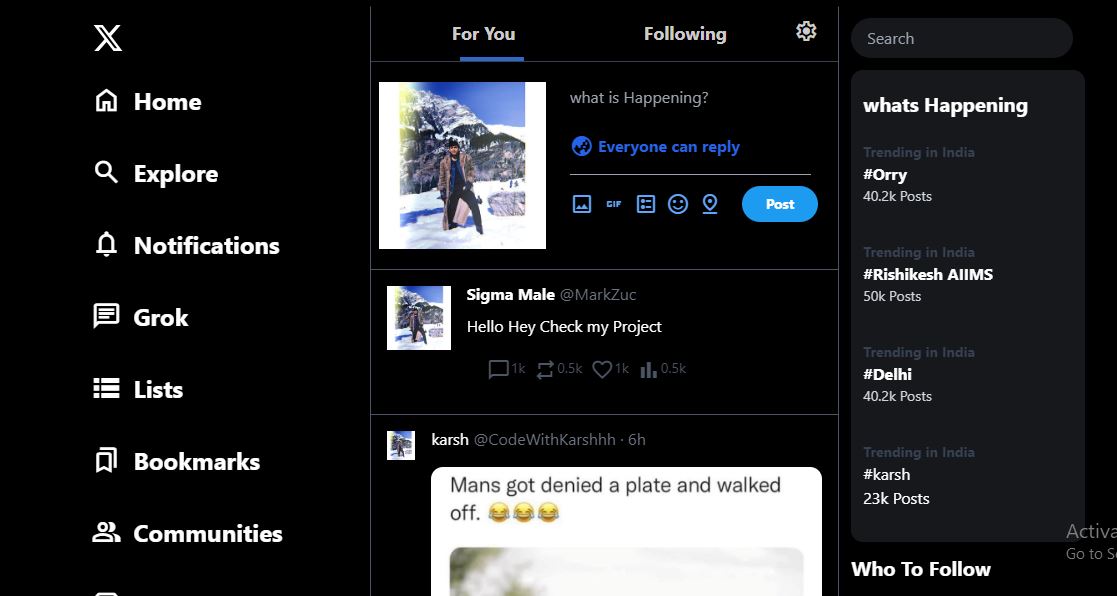 Home
Explore
Notifications
Grok
Lists
Bookmarks
Communities
For You Following
what is Happening?
Everyone can reply
GIF
Post
Sigma Male @MarkZuc
Hello Hey Check my Project
1k 0.5k 1k 0.5k
karsh @CodeWithKarshhh · 6h
Mans got denied a plate and walked
off. 😂😂😂
Search
whats Happening
Trending in India
#Orry
40.2k Posts
Trending in India
#Rishikesh AIIMS
50k Posts
Trending in India
#Delhi
40.2k Posts
Trending in India
#karsh
23k Posts
Activa
Go to S
Who To Follow